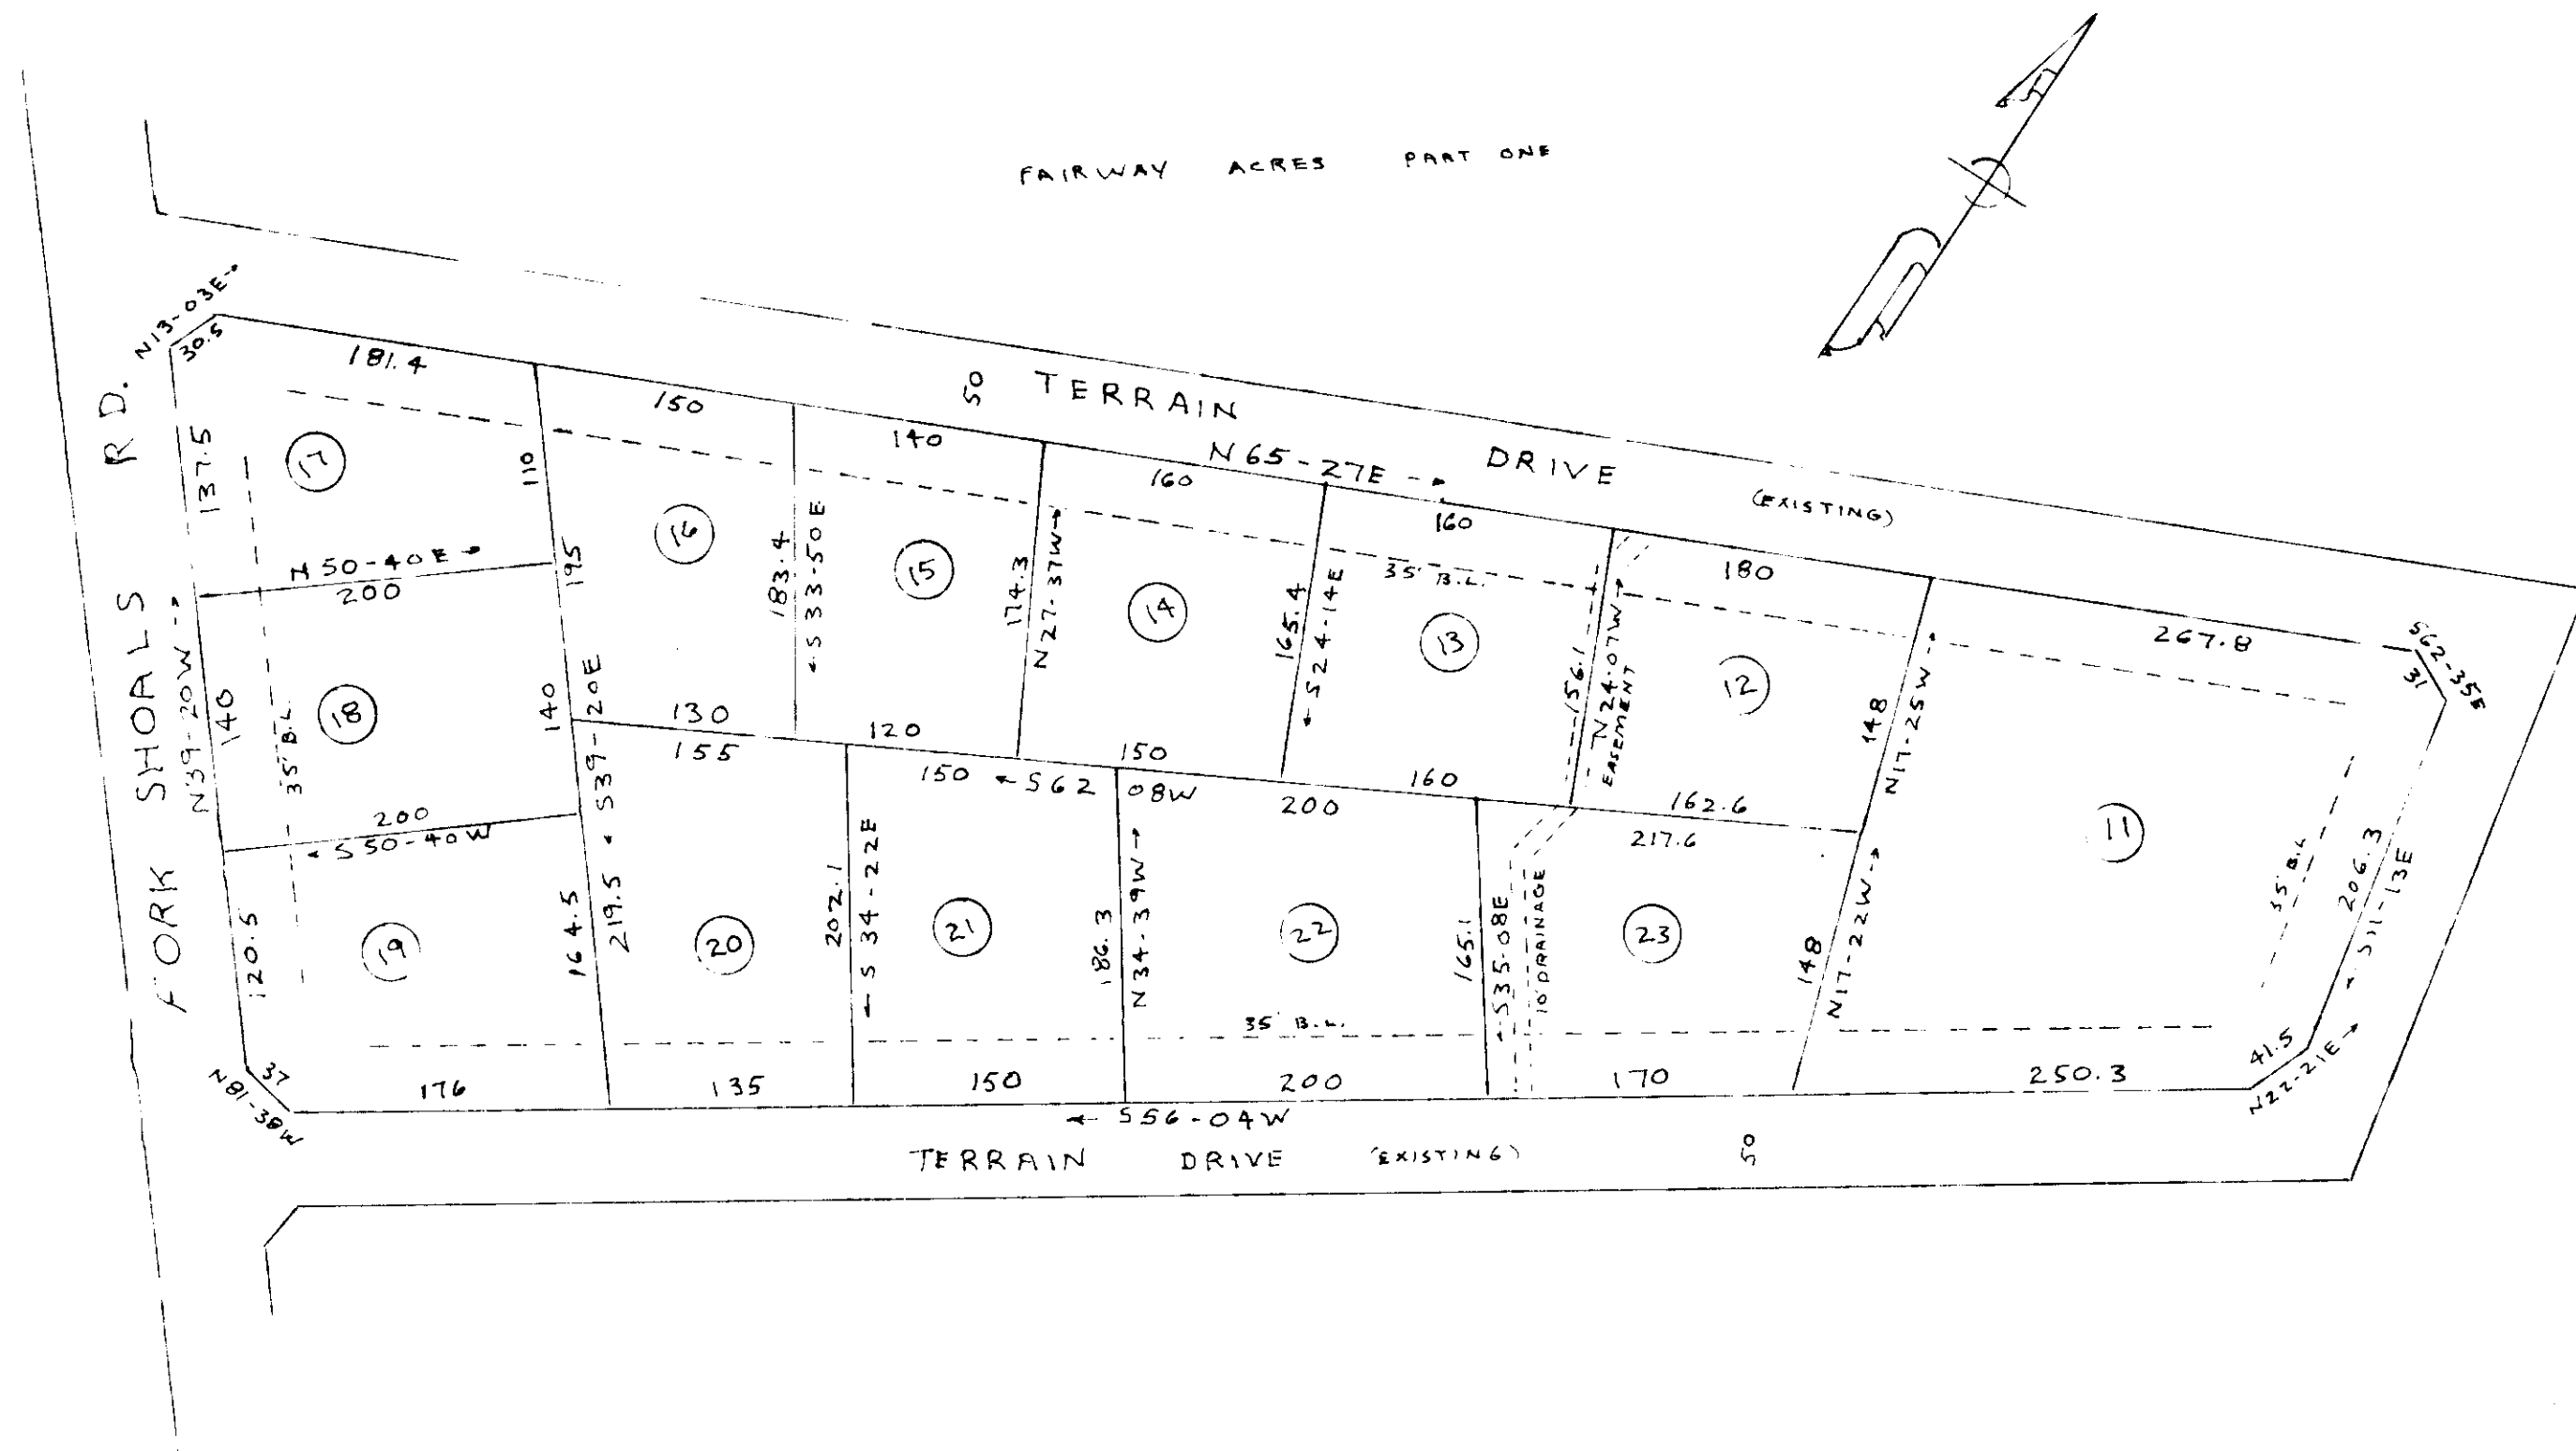 FAIRWAY ACRES PART ONE
N13-03E
30.5
181.4
150
50 TERRAIN DRIVE (EXISTING)
140
N65-27E
160
160
180
267.8
S62-35E
31
FORK SHOALS RD.
N39-20W
137.5
17
110
16
183.4
S33-50E
15
174.3
N27-37W
14
165.4
S24-14E
35' B.L.
13
156.1
N24-07W
EASEMENT
12
148
N17-25W
N50-40E
200
195
140
35' B.L.
18
140
S39-20E
130
155
120
150
150
S62 08W
160
200
162.6
217.6
11
35' B.L.
206.3
S11-13E
200
S50-40W
120.5
19
164.5
219.5
20
202.1
S34-22E
21
186.3
N34-39W
22
165.1
S35-08E
10' DRAINAGE
23
148
N17-22W
35' B.L.
37
N81-38W
176
135
150
200
170
250.3
41.5
N22-21E
S56-04W
TERRAIN DRIVE (EXISTING) 50